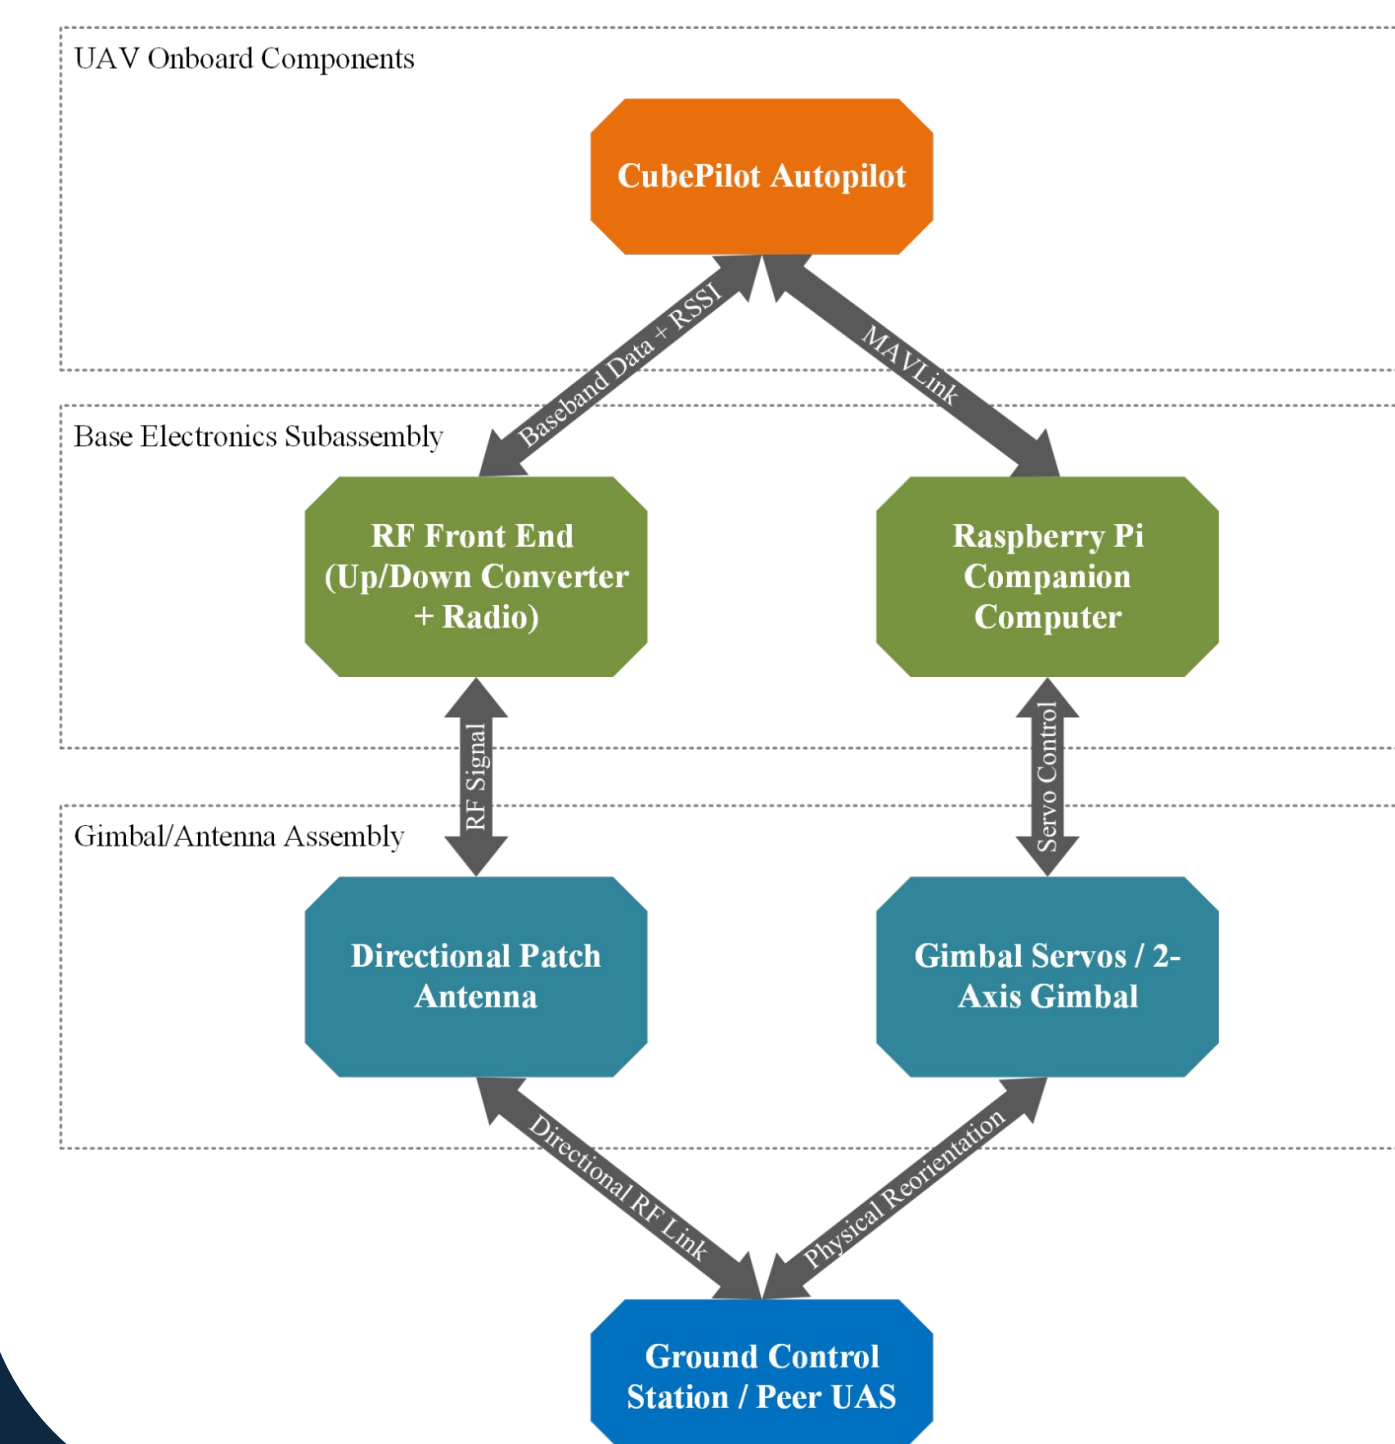 UAV Onboard Components
CubePilot Autopilot
Baseband Data + RSSI
MAVLink
Base Electronics Subassembly
RF Front End
(Up/Down Converter
+ Radio)
Raspberry Pi
Companion
Computer
RF Signal
Servo Control
Gimbal/Antenna Assembly
Directional Patch
Antenna
Gimbal Servos / 2-
Axis Gimbal
Directional RF Link
Physical Reorientation
Ground Control
Station / Peer UAS